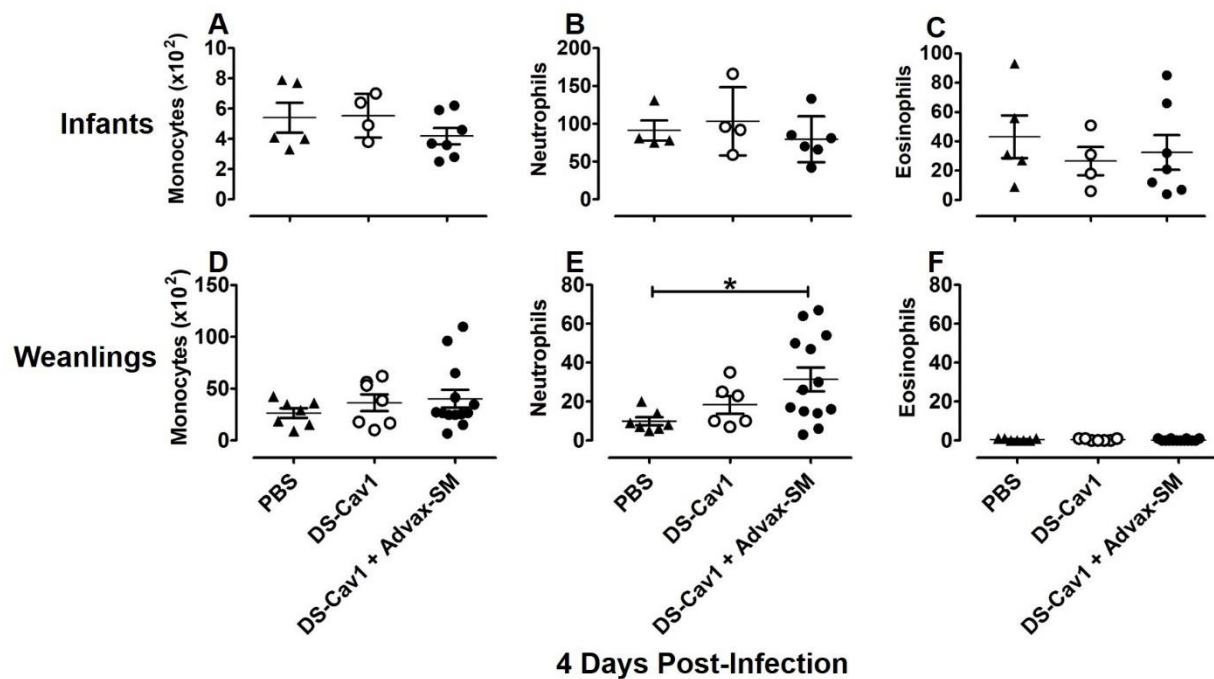 A
B
C
Infants
Monocytes (x10²)
10
8
6
4
2
0
Neutrophils
200
150
100
50
0
Eosinophils
100
80
60
40
20
0
D
E
F
Weanlings
Monocytes (x10²)
150
100
50
0
Neutrophils
80
60
40
20
0
*
Eosinophils
80
60
40
20
0
PBS
DS-Cav1
DS-Cav1 + Advax-SM
PBS
DS-Cav1
DS-Cav1 + Advax-SM
PBS
DS-Cav1
DS-Cav1 + Advax-SM
4 Days Post-Infection